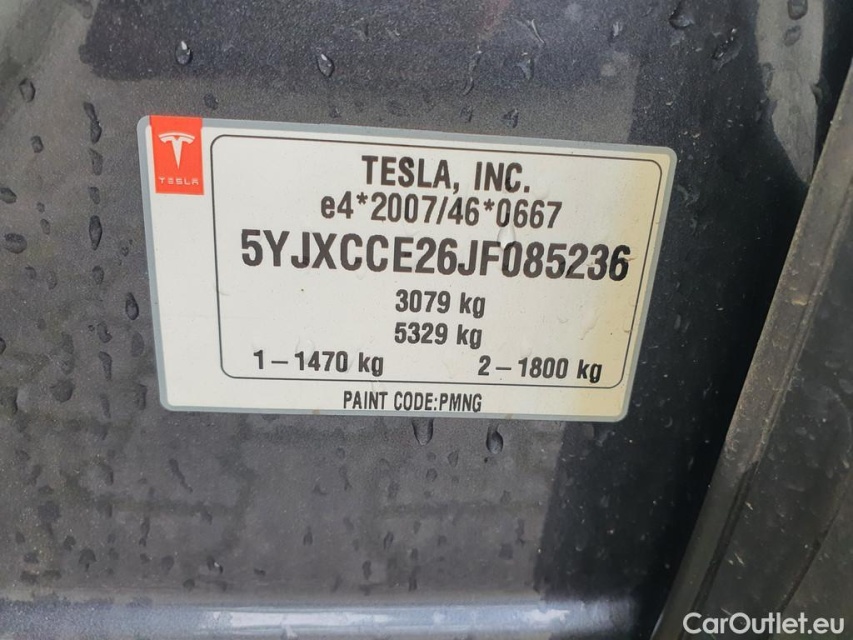 TESLA
TESLA, INC.
e4*2007/46*0667
5YJXCCE26JF085236
3079 kg
5329 kg
1-1470 kg 2-1800 kg
PAINT CODE:PMNG
CarOutlet.eu